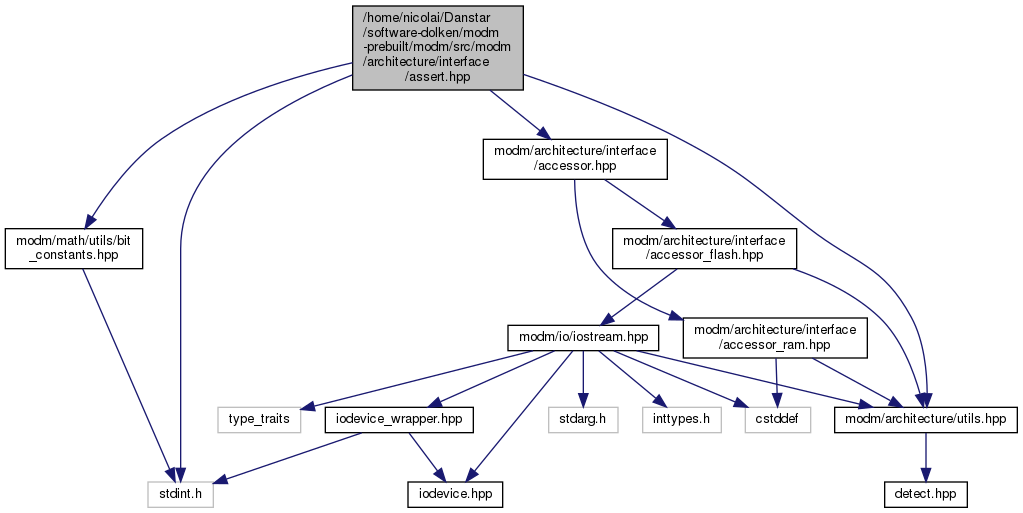 /home/nicolai/Danstar
/software-dolken/modm
-prebuilt/modm/src/modm
/architecture/interface
/assert.hpp
modm/architecture/interface
/accessor.hpp
modm/math/utils/bit
_constants.hpp
modm/architecture/interface
/accessor_flash.hpp
modm/io/iostream.hpp
modm/architecture/interface
/accessor_ram.hpp
type_traits
iodevice_wrapper.hpp
stdarg.h
inttypes.h
cstddef
modm/architecture/utils.hpp
stdint.h
iodevice.hpp
detect.hpp